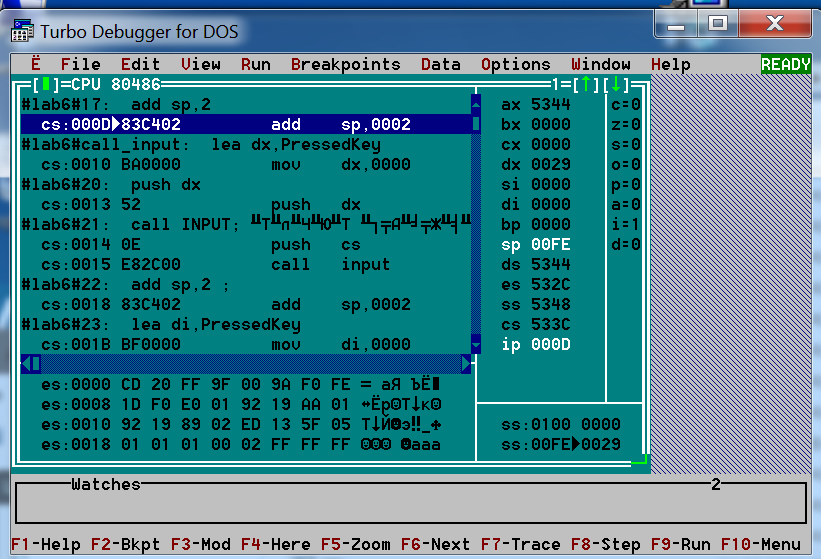 Turbo Debugger for DOS
Ë File Edit View Run Breakpoints Data Options Window Help READY
[▮]=CPU 80486 1=[↑][↓]
#lab6#17: add sp,2
cs:000D►83C402 add sp,0002
#lab6#call_input: lea dx,PressedKey
cs:0010 BA0000 mov dx,0000
#lab6#20: push dx
cs:0013 52 push dx
#lab6#21: call INPUT;
cs:0014 0E push cs
cs:0015 E82C00 call input
#lab6#22: add sp,2 ;
cs:0018 83C402 add sp,0002
#lab6#23: lea di,PressedKey
cs:001B BF0000 mov di,0000
ax 5344 c=0
bx 0000 z=0
cx 0000 s=0
dx 0029 o=0
si 0000 p=0
di 0000 a=0
bp 0000 i=1
sp 00FE d=0
ds 5344
es 532C
ss 5348
cs 533C
ip 000D
es:0000 CD 20 FF 9F 00 9A F0 FE = аЯ ЪЁ▮
es:0008 1D F0 E0 01 92 19 AA 01
es:0010 92 19 89 02 ED 13 5F 05
es:0018 01 01 01 00 02 FF FF FF
ss:0100 0000
ss:00FE►0029
Watches 2
F1-Help F2-Bkpt F3-Mod F4-Here F5-Zoom F6-Next F7-Trace F8-Step F9-Run F10-Menu